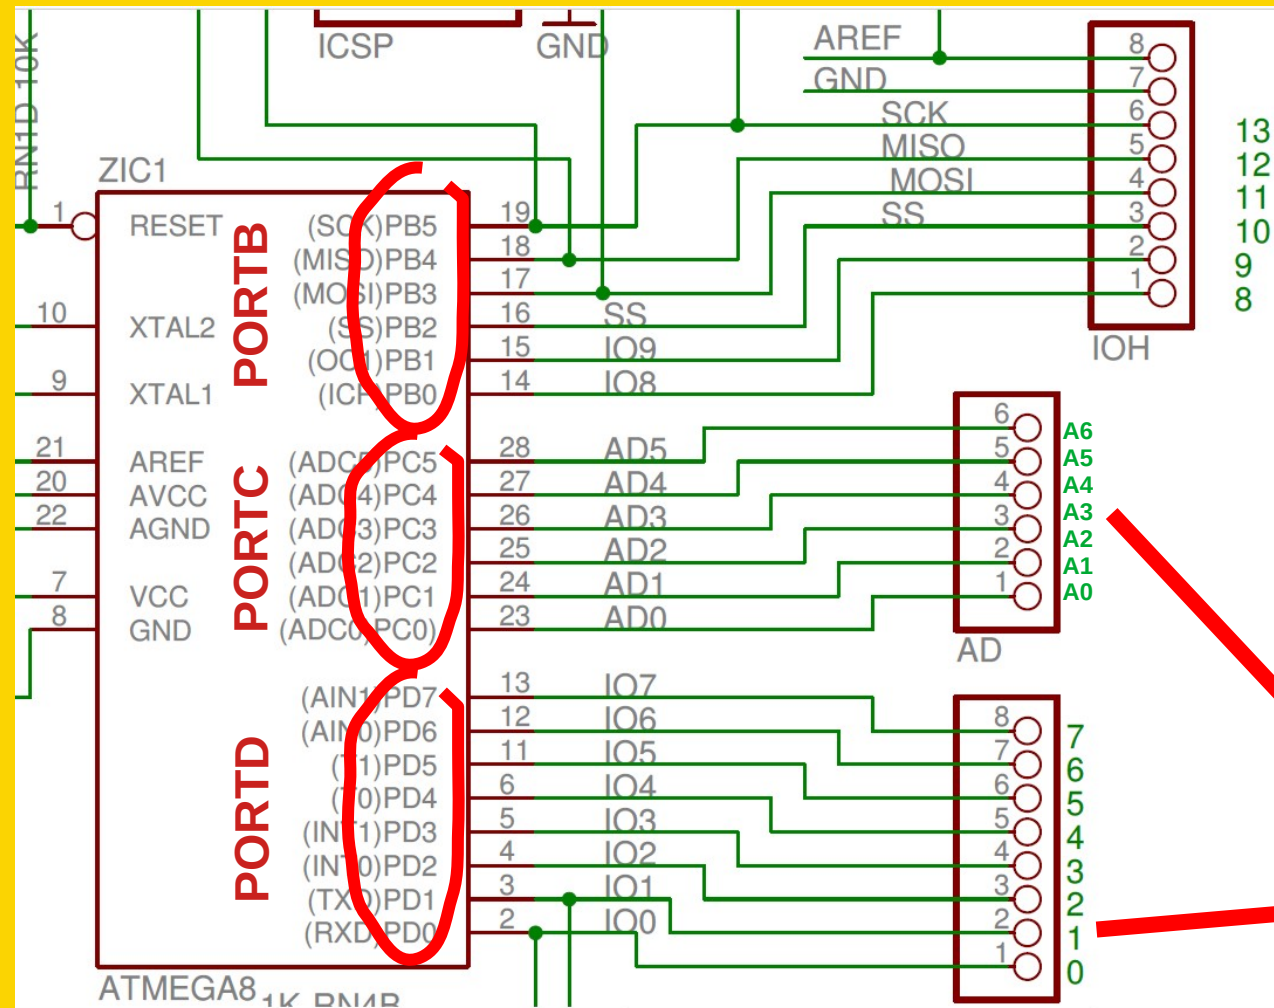 ICSP
GND
RN1D 10K
AREF
GND
SCK
MISO
MOSI
SS
8
7
6
5
4
3
2
1
13
12
11
10
9
8
IOH
ZIC1
1 RESET
10 XTAL2
9 XTAL1
21 AREF
20 AVCC
22 AGND
7 VCC
8 GND
PORTB
(SCK)PB5 19
(MISO)PB4 18
(MOSI)PB3 17
(SS)PB2 16 SS
(OC1)PB1 15 IO9
(ICP)PB0 14 IO8
PORTC
(ADC5)PC5 28 AD5
(ADC4)PC4 27 AD4
(ADC3)PC3 26 AD3
(ADC2)PC2 25 AD2
(ADC1)PC1 24 AD1
(ADC0)PC0) 23 AD0
6
5
4
3
2
1
A6
A5
A4
A3
A2
A1
A0
AD
PORTD
(AIN1)PD7 13 IO7
(AIN0)PD6 12 IO6
(T1)PD5 11 IO5
(T0)PD4 6 IO4
(INT1)PD3 5 IO3
(INT0)PD2 4 IO2
(TXD)PD1 3 IO1
(RXD)PD0 2 IO0
8
7
6
5
4
3
2
1
7
6
5
4
3
2
1
0
ATMEGA8
1K RN4B